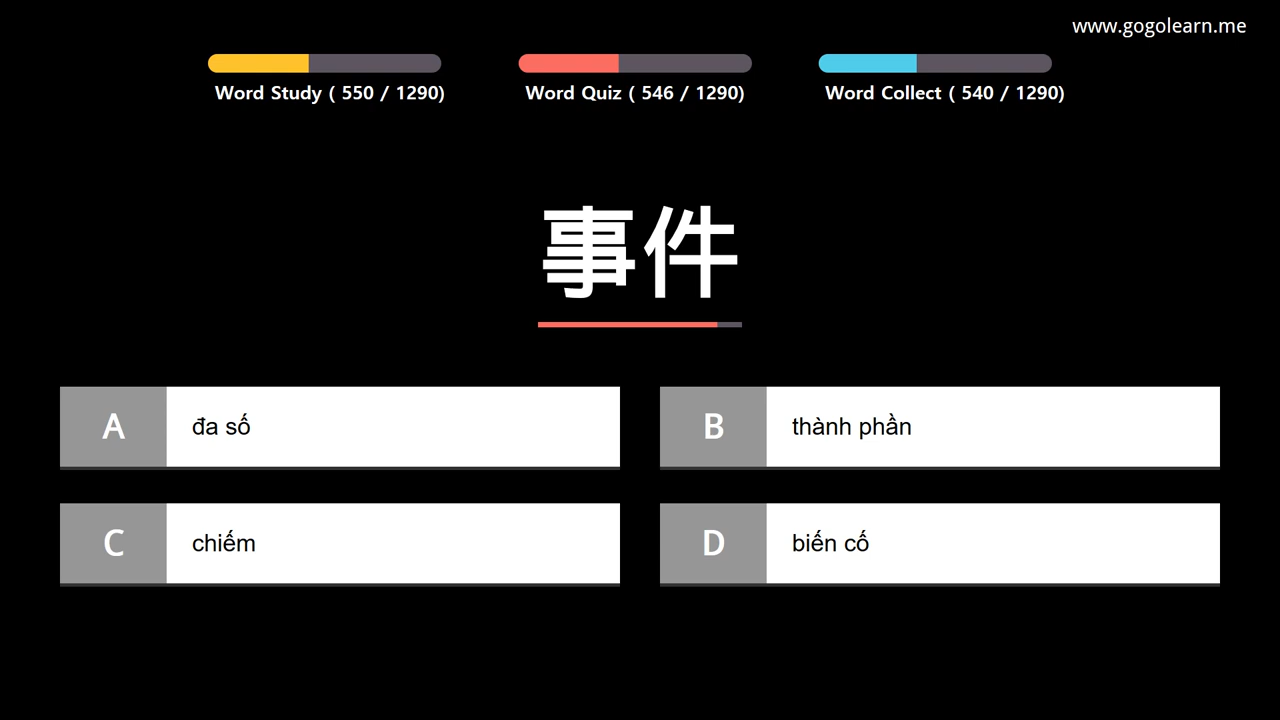 www.gogolearn.me
Word Study ( 550 / 1290)
Word Quiz ( 546 / 1290)
Word Collect ( 540 / 1290)
事件
A
đa số
B
thành phần
C
chiếm
D
biến cố